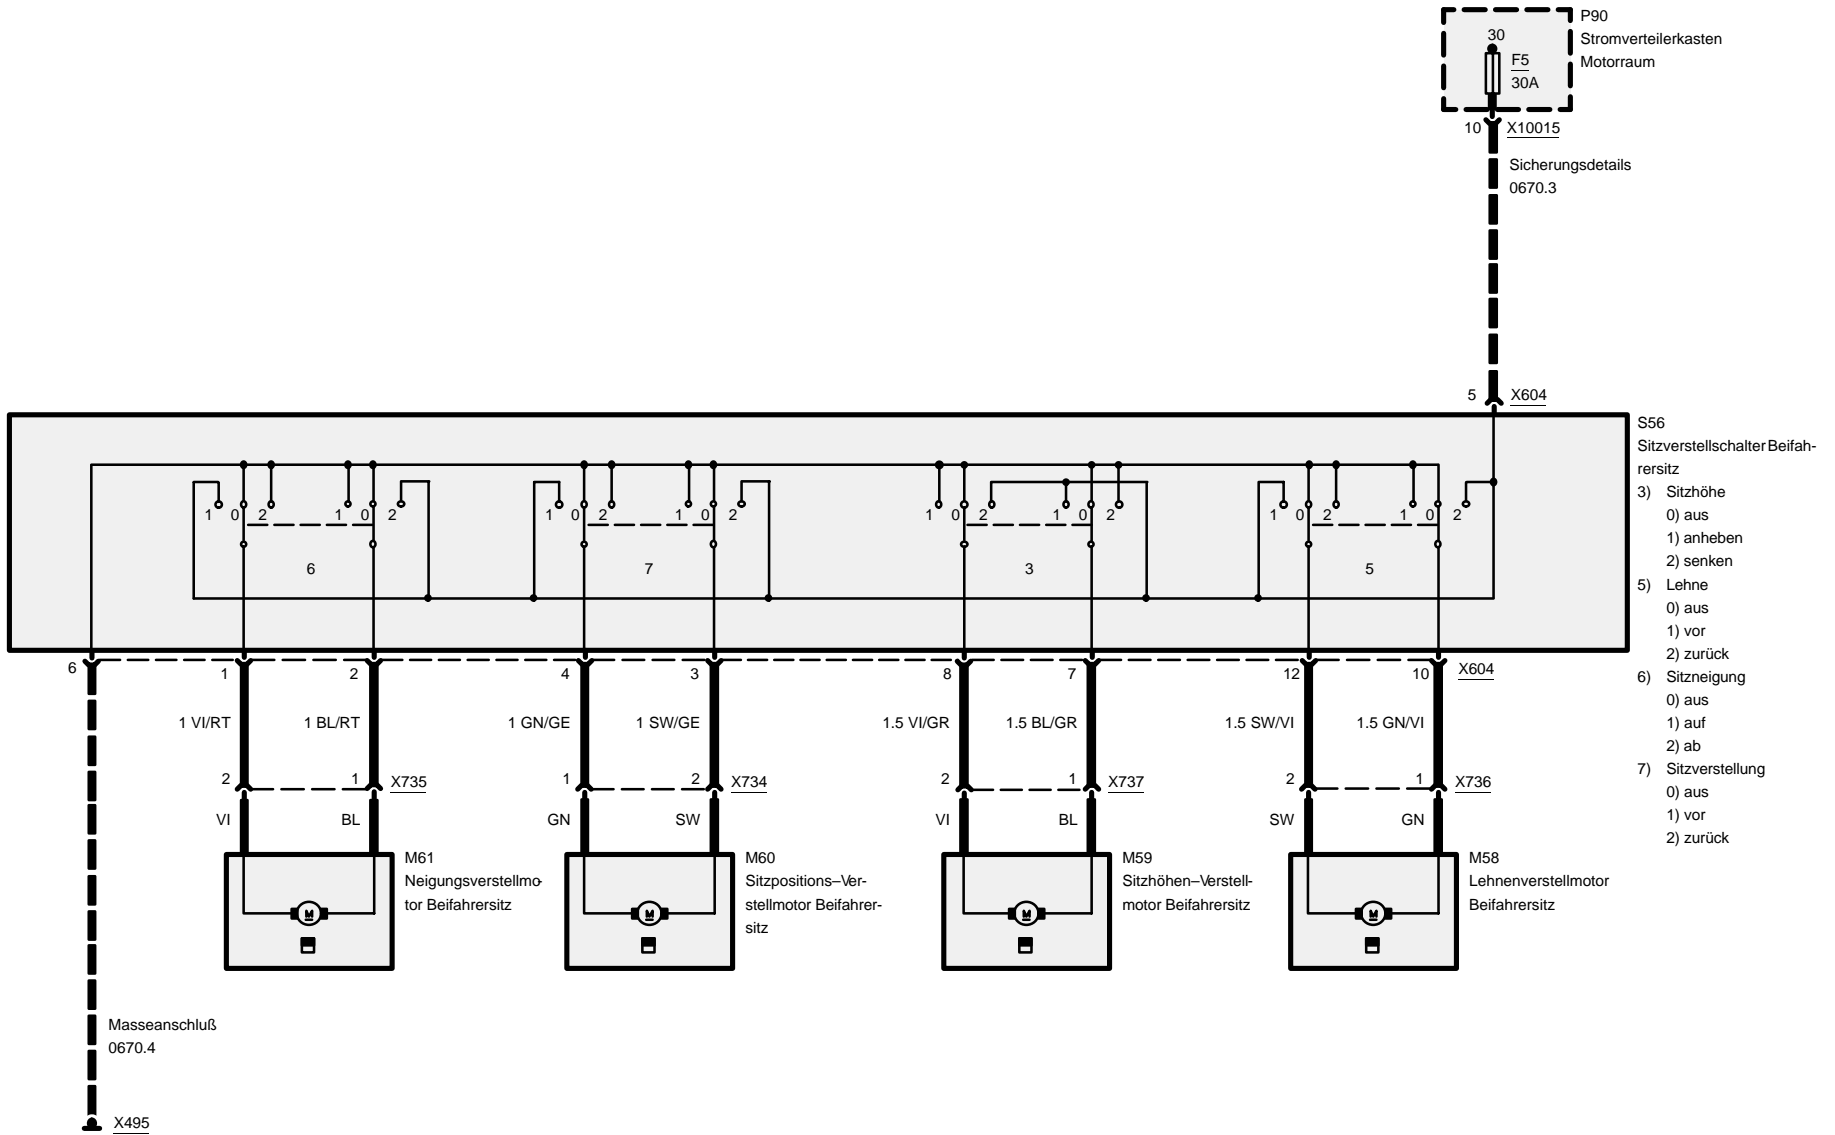 P90
Stromverteilerkasten
Motorraum
30
F5
30A
10
X10015
Sicherungsdetails
0670.3
5
X604
S56
Sitzverstellschalter Beifah-
rersitz
3) Sitzhöhe
0) aus
1) anheben
2) senken
5) Lehne
0) aus
1) vor
2) zurück
6) Sitzneigung
0) aus
1) auf
2) ab
7) Sitzverstellung
0) aus
1) vor
2) zurück
1 0 2 1 0 2 1 0 2 1 0 2 1 0 2 1 0 2 1 0 2 1 0 2
6 7 3 5
6 1 2 4 3 8 7 12 10 X604
1 VI/RT 1 BL/RT 1 GN/GE 1 SW/GE 1.5 VI/GR 1.5 BL/GR 1.5 SW/VI 1.5 GN/VI
2 1 X735 1 2 X734 2 1 X737 2 1 X736
VI BL GN SW VI BL SW GN
M61
Neigungsverstellmo-
tor Beifahrersitz
M
M60
Sitzpositions–Ver-
stellmotor Beifahrer-
sitz
M
M59
Sitzhöhen–Verstell-
motor Beifahrersitz
M
M58
Lehnenverstellmotor
Beifahrersitz
M
Masseanschluß
0670.4
X495